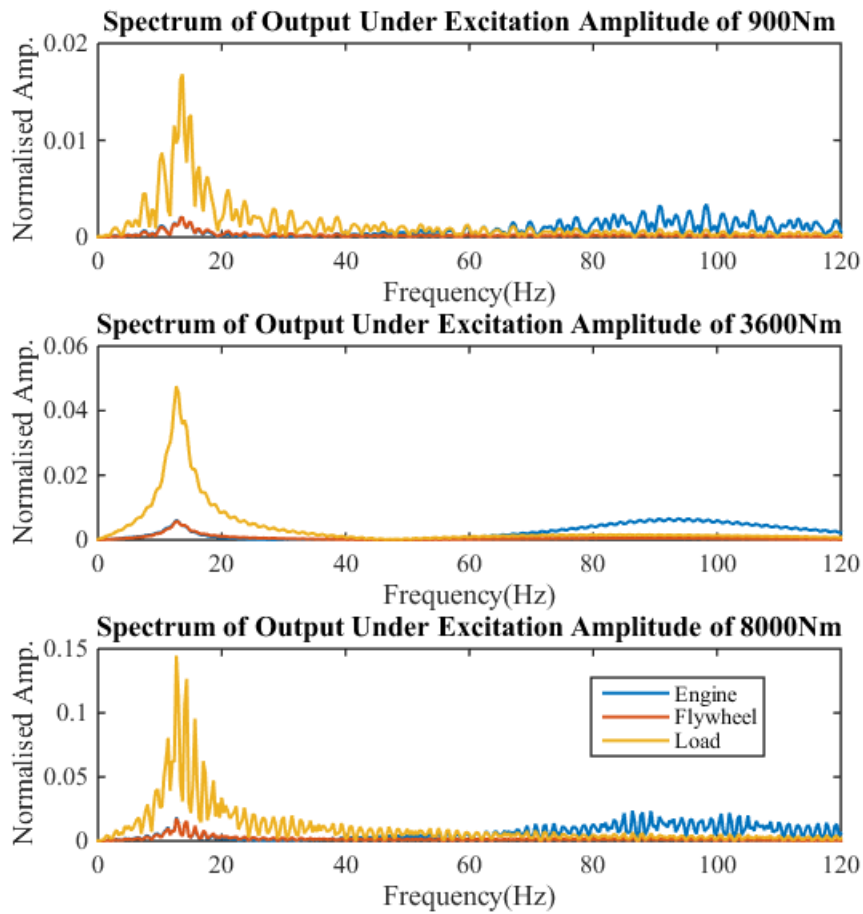 Spectrum of Output Under Excitation Amplitude of 900Nm
Normalised Amp.
0.02
0.01
0
0 20 40 60 80 100 120
Frequency(Hz)
Spectrum of Output Under Excitation Amplitude of 3600Nm
Normalised Amp.
0.06
0.04
0.02
0
0 20 40 60 80 100 120
Frequency(Hz)
Spectrum of Output Under Excitation Amplitude of 8000Nm
Normalised Amp.
0.15
0.1
0.05
0
Engine
Flywheel
Load
0 20 40 60 80 100 120
Frequency(Hz)